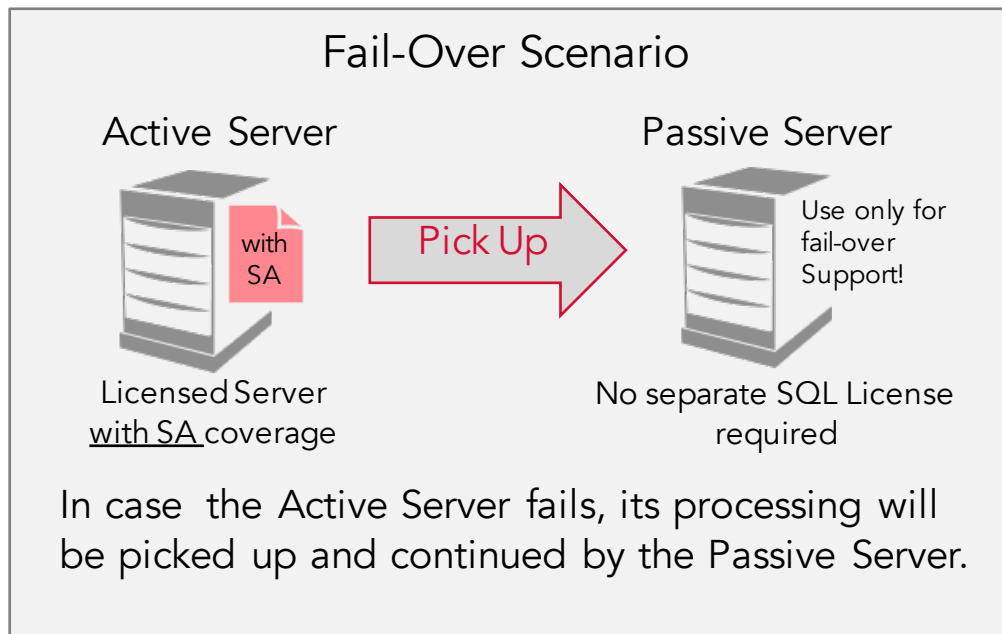 Fail-Over Scenario
Active Server
Passive Server
with
SA
Pick Up
Use only for
fail-over
Support!
Licensed Server
with SA coverage
No separate SQL License
required
In case the Active Server fails, its processing will
be picked up and continued by the Passive Server.